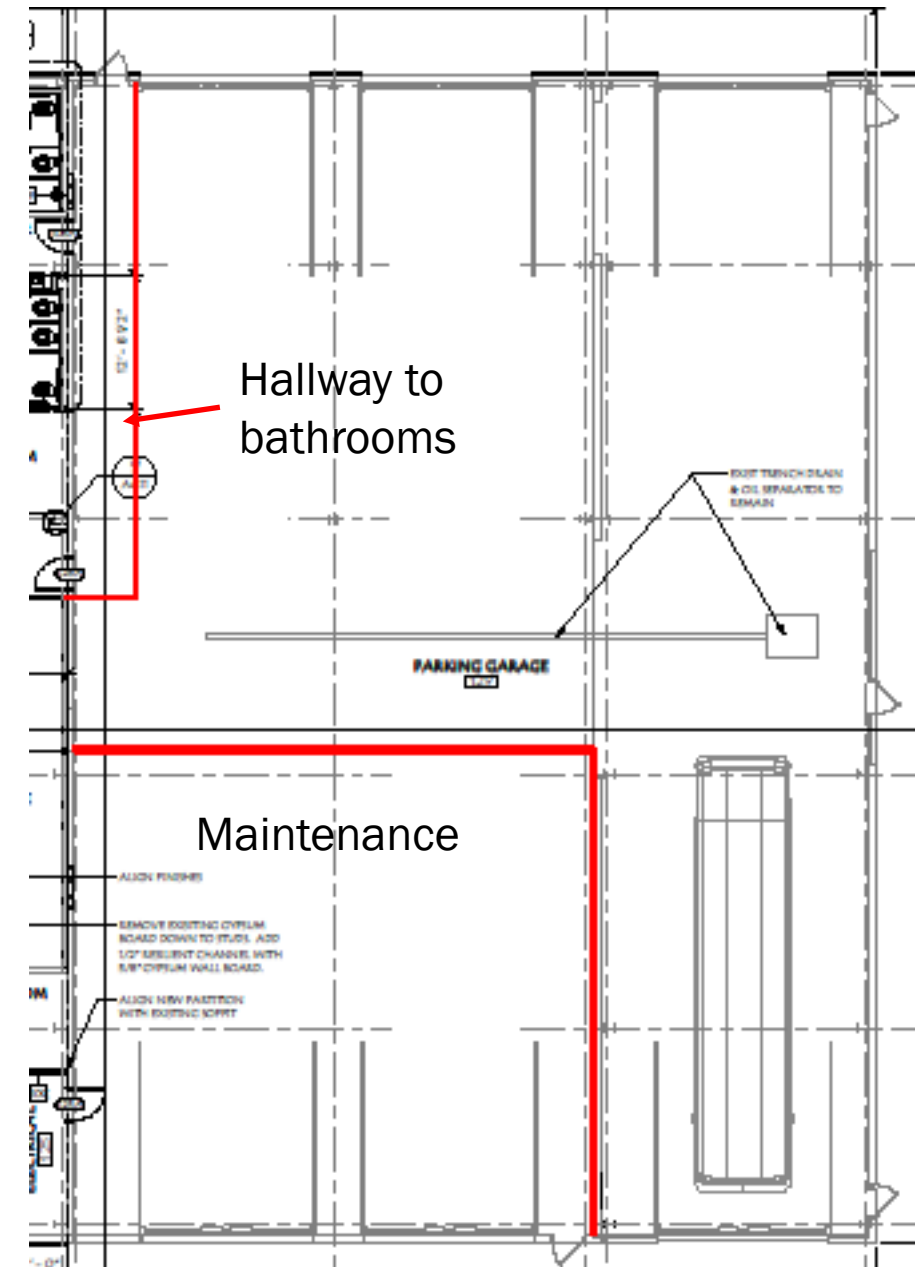 Hallway to
bathrooms
EXIST TRENCH DRAIN
& OIL SEPARATOR TO
REMAIN
PARKING GARAGE
Maintenance
ALIGN FINISHES
REMOVE EXISTING GYPSUM
BOARD DOWN TO STUDS. ADD
1/2" RESILIENT CHANNEL WITH
5/8" GYPSUM WALL BOARD.
ALIGN NEW PARTITION
WITH EXISTING SOFFIT
ELECTRICAL